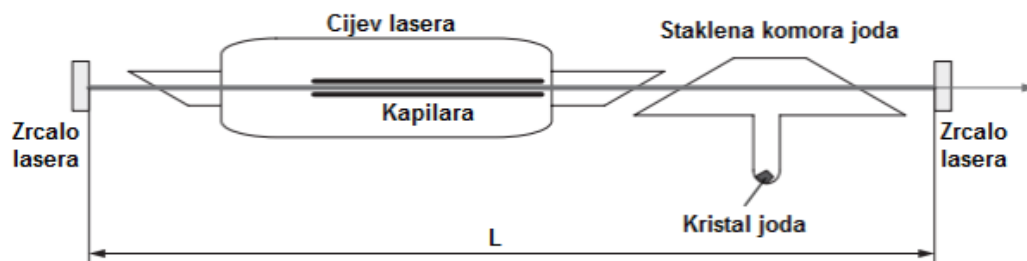 Cijev lasera
Staklena komora joda
Kapilara
Zrcalo
lasera
Zrcalo
lasera
Kristal joda
L